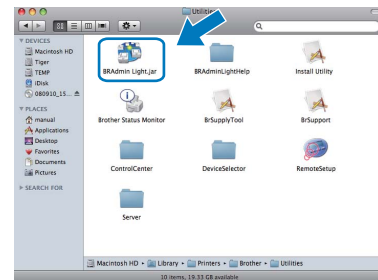 Utilities
DEVICES
Macintosh HD
Tiger
TEMP
iDisk
080910_15...
PLACES
manual
Applications
Desktop
Favorites
Documents
Pictures
SEARCH FOR
BRAdmin Light.jar
BRAdminLightHelp
Install Utility
Brother Status Monitor
BrSupplyTool
BrSupport
ControlCenter
DeviceSelector
RemoteSetup
Server
Macintosh HD ▸ Library ▸ Printers ▸ Brother ▸ Utilities
10 items, 19.33 GB available